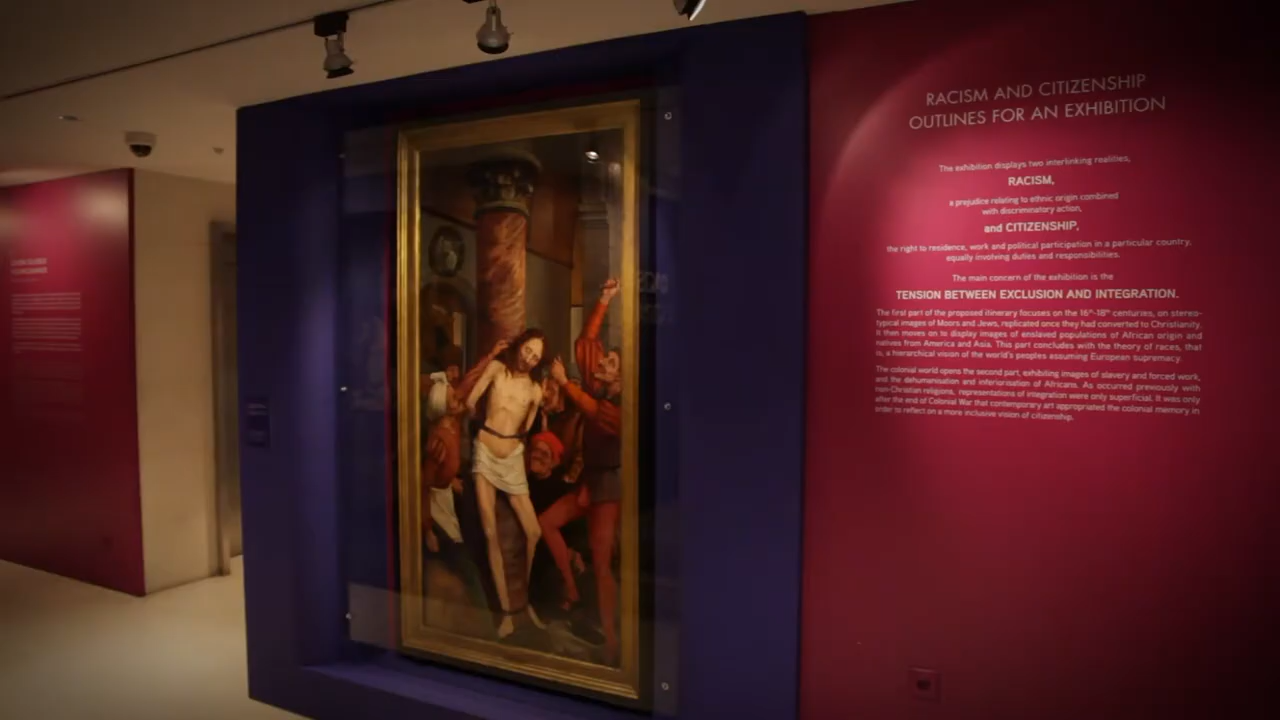 RACISM AND CITIZENSHIP
OUTLINES FOR AN EXHIBITION
The exhibition displays two interlinking realities,
RACISM,
a prejudice relating to ethnic origin combined
with discriminatory action,
and CITIZENSHIP,
the right to residence, work and political participation in a particular country,
equally involving duties and responsibilities.
The main concern of the exhibition is the
TENSION BETWEEN EXCLUSION AND INTEGRATION.
The first part of the proposed itinerary focuses on the 16th-18th centuries, on stereo-
typical images of Moors and Jews, replicated once they had converted to Christianity.
It then moves on to display images of enslaved populations of African origin and
natives from America and Asia. This part concludes with the theory of races, that
is, a hierarchical vision of the world's peoples assuming European supremacy.
The colonial world opens the second part, exhibiting images of slavery and forced work,
and the dehumanisation and inferiorisation of Africans. As occurred previously with
non-Christian religions, representations of integration were only superficial. It was only
after the end of Colonial War that contemporary art appropriated the colonial memory in
order to reflect on a more inclusive vision of citizenship.